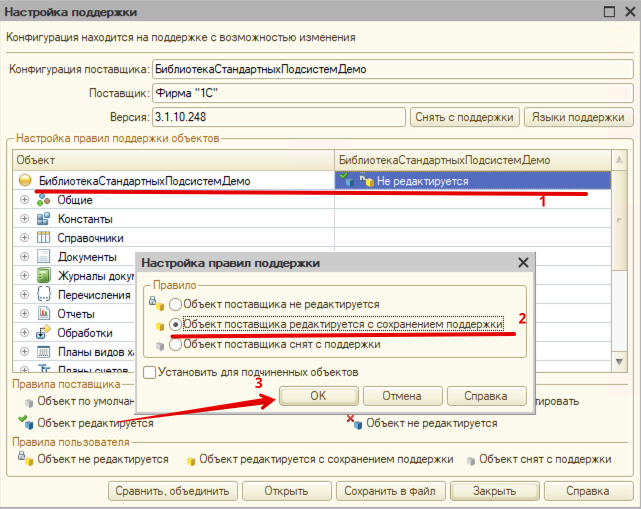 Настройка поддержки
Конфигурация находится на поддержке с возможностью изменения
Конфигурация поставщика: БиблиотекаСтандартныхПодсистемДемо
Поставщик: Фирма "1С"
Версия: 3.1.10.248 Снять с поддержки Языки поддержки
Настройка правил поддержки объектов
Объект БиблиотекаСтандартныхПодсистемДемо
БиблиотекаСтандартныхПодсистемДемо Не редактируется
1
Общие
Константы
Справочники
Документы
Журналы докум
Перечисления
Отчеты
Обработки
Планы видов ха
Планы счетов
Настройка правил поддержки
Правило
Объект поставщика не редактируется
Объект поставщика редактируется с сохранением поддержки 2
Объект поставщика снят с поддержки
Установить для подчиненных объектов
3
ОК Отмена Справка
Правила поставщика
Объект по умолчан тировать
Объект редактируется Объект не редактируется
Правила пользователя
Объект не редактируется Объект редактируется с сохранением поддержки Объект снят с поддержки
Сравнить, объединить Открыть Сохранить в файл Закрыть Справка